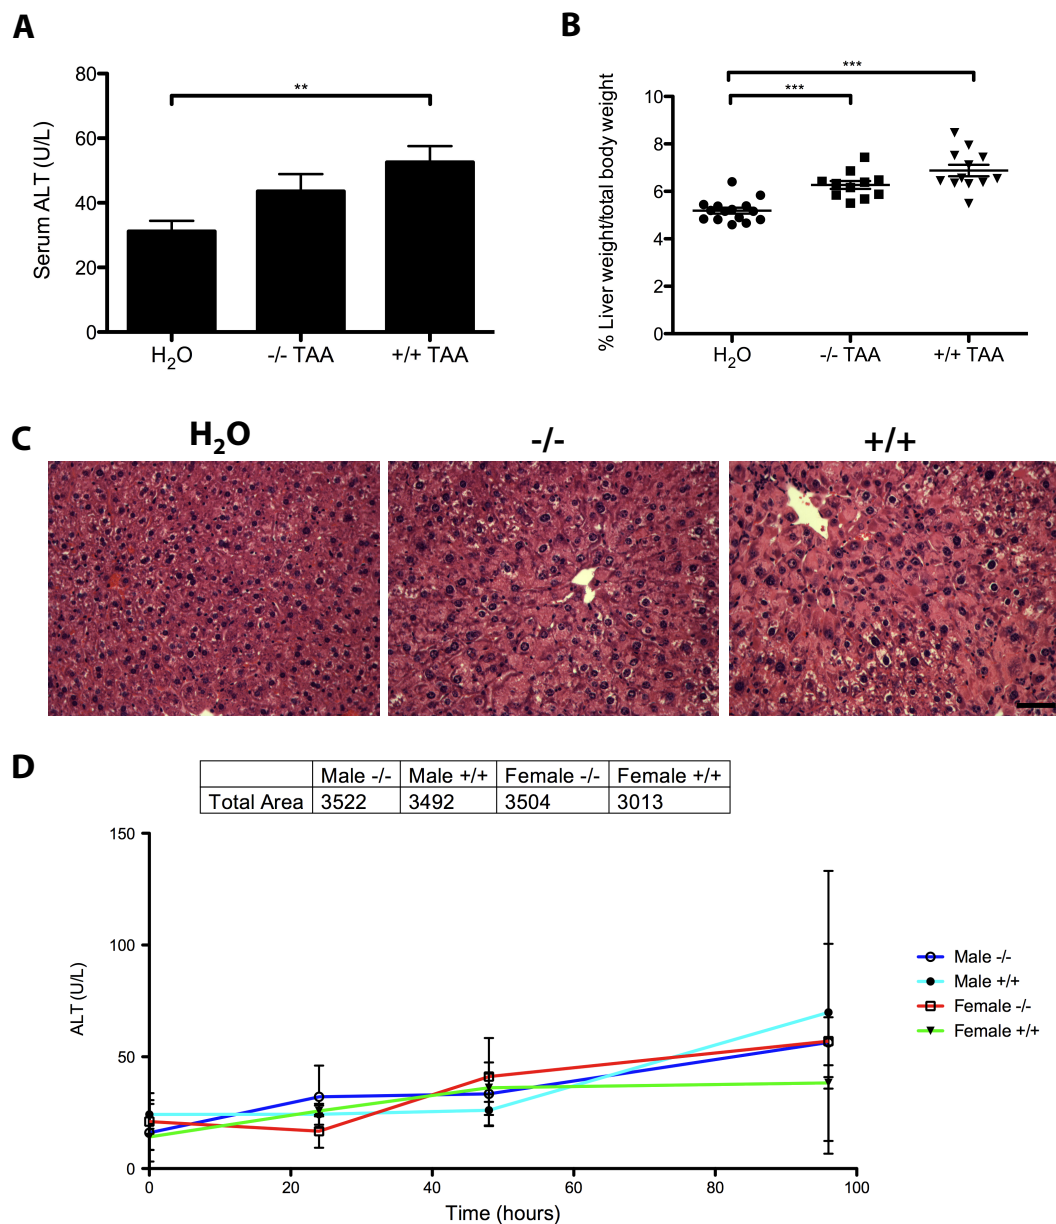 A
Serum ALT (U/L)
80
60
40
20
0
**
H₂O
-/- TAA
+/+ TAA
B
% Liver weight/total body weight
10
8
6
4
2
0
***
***
H₂O
-/- TAA
+/+ TAA
C
H₂O
-/-
+/+
D
Male -/- Male +/+ Female -/- Female +/+
Total Area 3522 3492 3504 3013
ALT (U/L)
150
100
50
0
0 20 40 60 80 100
Time (hours)
Male -/-
Male +/+
Female -/-
Female +/+